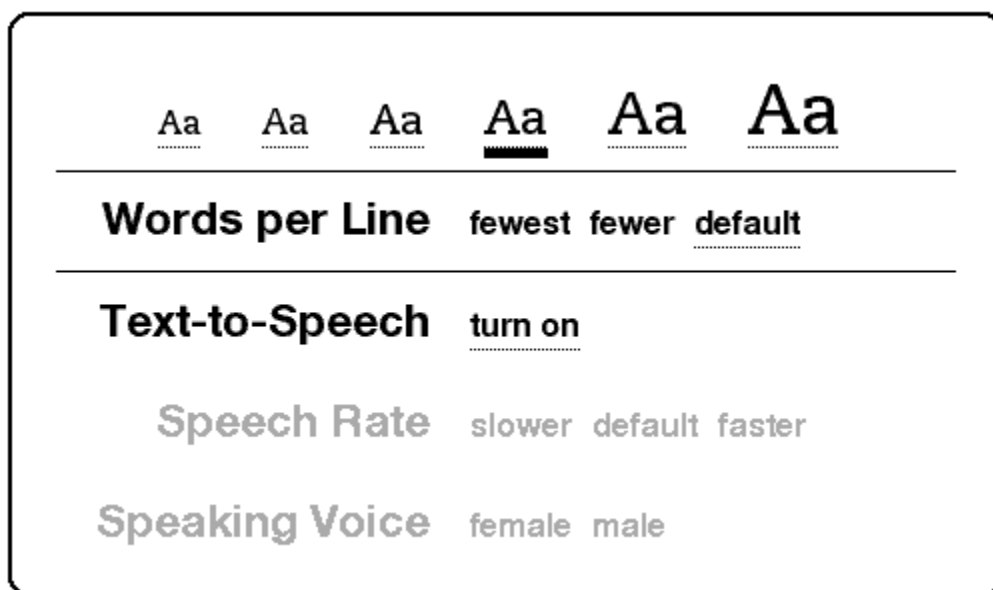 Aa Aa Aa Aa Aa Aa
Words per Line fewest fewer default
Text-to-Speech turn on
Speech Rate slower default faster
Speaking Voice female male